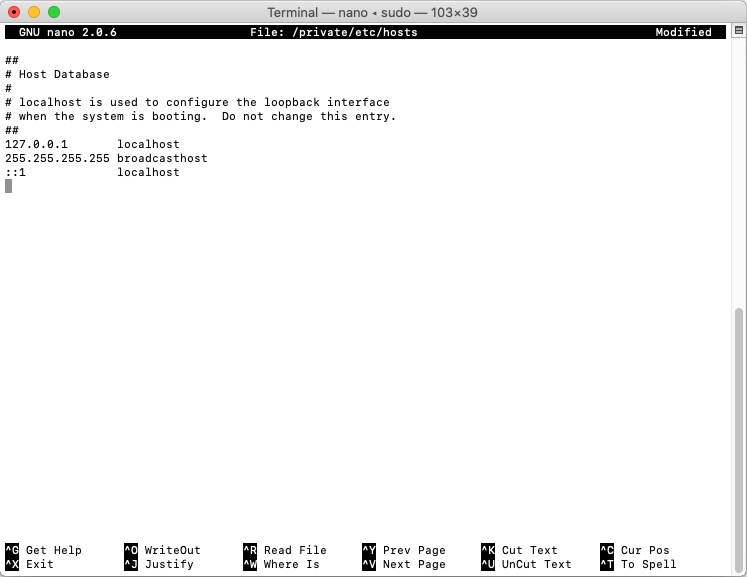 Terminal — nano ◂ sudo — 103×39
GNU nano 2.0.6 File: /private/etc/hosts Modified
##
# Host Database
#
# localhost is used to configure the loopback interface
# when the system is booting.  Do not change this entry.
##
127.0.0.1       localhost
255.255.255.255 broadcasthost
::1             localhost
^G Get Help ^O WriteOut ^R Read File ^Y Prev Page ^K Cut Text ^C Cur Pos
^X Exit ^J Justify ^W Where Is ^V Next Page ^U UnCut Text ^T To Spell